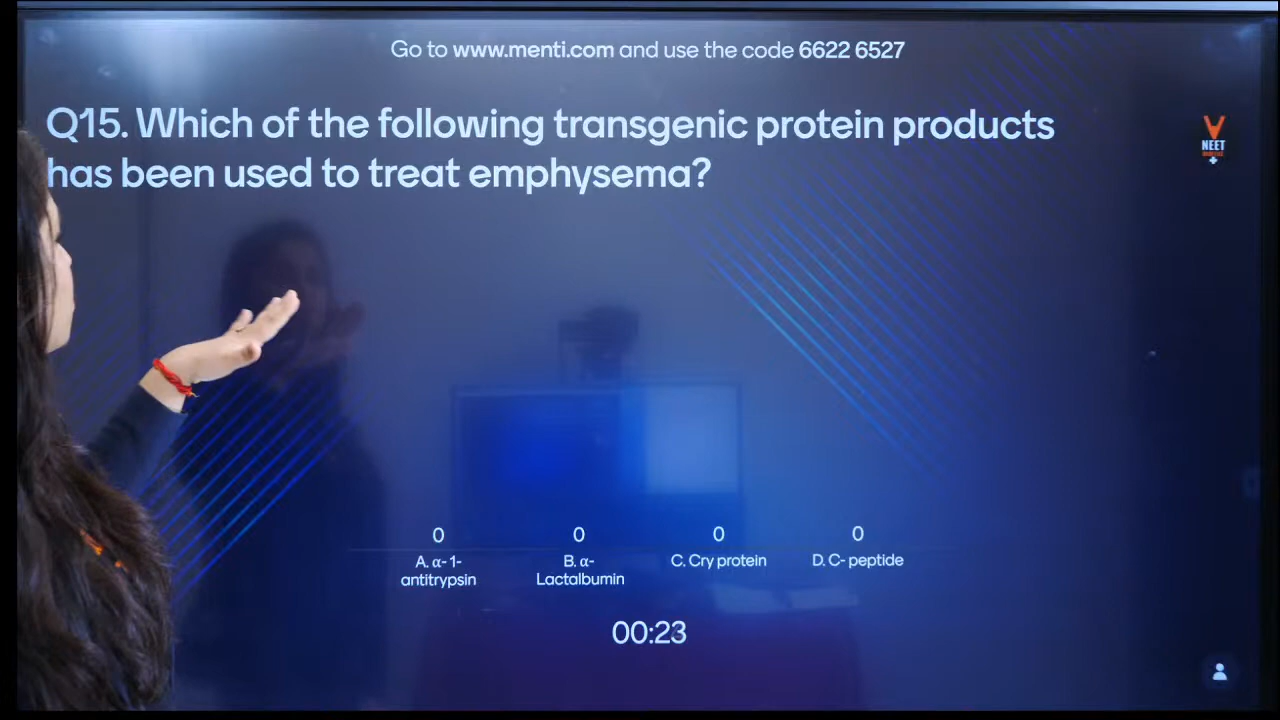 Go to www.menti.com and use the code 6622 6527
Q15. Which of the following transgenic protein products
has been used to treat emphysema?
NEET
0
0
0
0
A. α- 1-
antitrypsin
B. α-
Lactalbumin
C. Cry protein
D. C- peptide
00:23